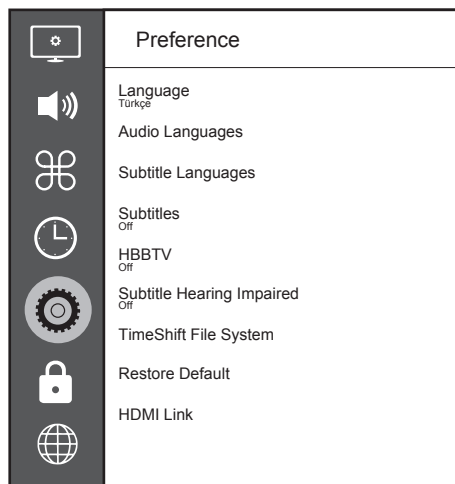 Preference
Language
Türkçe
Audio Languages
Subtitle Languages
Subtitles
Off
HBBTV
Off
Subtitle Hearing Impaired
Off
TimeShift File System
Restore Default
HDMI Link